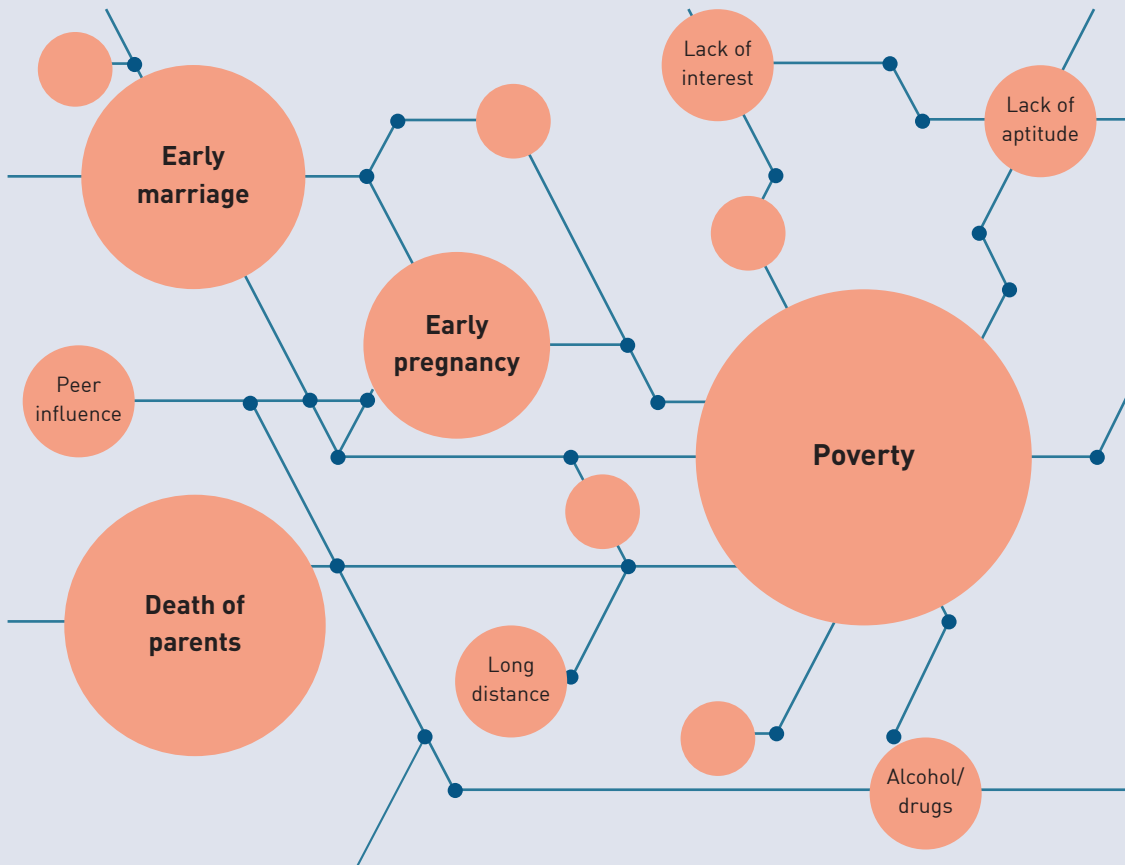 Lack of
interest
Lack of
aptitude
Early
marriage
Early
pregnancy
Peer
influence
Poverty
Death of
parents
Long
distance
Alcohol/
drugs